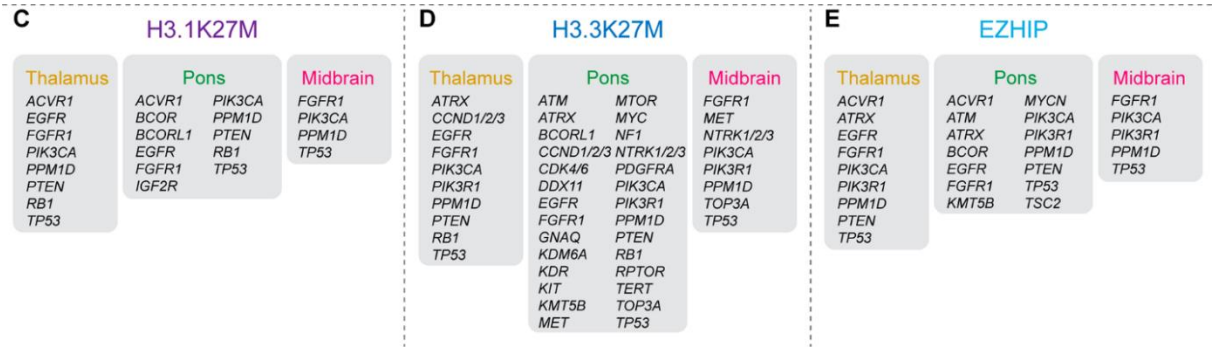 C
H3.1K27M
Thalamus
ACVR1
EGFR
FGFR1
PIK3CA
PPM1D
PTEN
RB1
TP53
Pons
ACVR1 PIK3CA
BCOR PPM1D
BCORL1 PTEN
EGFR RB1
FGFR1 TP53
IGF2R
Midbrain
FGFR1
PIK3CA
PPM1D
TP53
D
H3.3K27M
Thalamus
ATRX
CCND1/2/3
EGFR
FGFR1
PIK3CA
PIK3R1
PPM1D
PTEN
RB1
TP53
Pons
ATM MTOR
ATRX MYC
BCORL1 NF1
CCND1/2/3 NTRK1/2/3
CDK4/6 PDGFRA
DDX11 PIK3CA
EGFR PIK3R1
FGFR1 PPM1D
GNAQ PTEN
KDM6A RB1
KDR RPTOR
KIT TERT
KMT5B TOP3A
MET TP53
Midbrain
FGFR1
MET
NTRK1/2/3
PIK3CA
PIK3R1
PPM1D
TOP3A
TP53
E
EZHIP
Thalamus
ACVR1
ATRX
EGFR
FGFR1
PIK3CA
PIK3R1
PPM1D
PTEN
TP53
Pons
ACVR1 MYCN
ATM PIK3CA
ATRX PIK3R1
BCOR PPM1D
EGFR PTEN
FGFR1 TP53
KMT5B TSC2
Midbrain
FGFR1
PIK3CA
PIK3R1
PPM1D
TP53